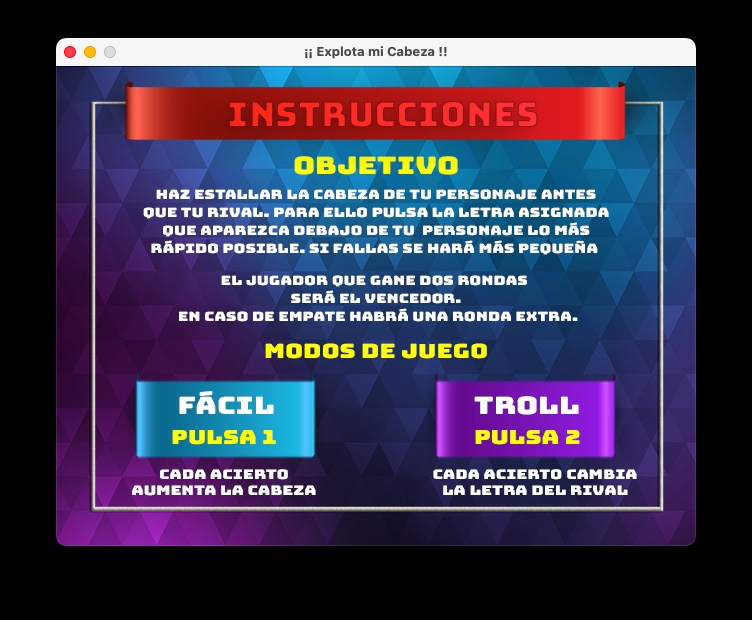 ¡¡ Explota mi Cabeza !!
INSTRUCCIONES
OBJETIVO
HAZ ESTALLAR LA CABEZA DE TU PERSONAJE ANTES
QUE TU RIVAL. PARA ELLO PULSA LA LETRA ASIGNADA
QUE APAREZCA DEBAJO DE TU PERSONAJE LO MÁS
RÁPIDO POSIBLE. SI FALLAS SE HARÁ MÁS PEQUEÑA
EL JUGADOR QUE GANE DOS RONDAS
SERÁ EL VENCEDOR.
EN CASO DE EMPATE HABRÁ UNA RONDA EXTRA.
MODOS DE JUEGO
FÁCIL
PULSA 1
CADA ACIERTO
AUMENTA LA CABEZA
TROLL
PULSA 2
CADA ACIERTO CAMBIA
LA LETRA DEL RIVAL